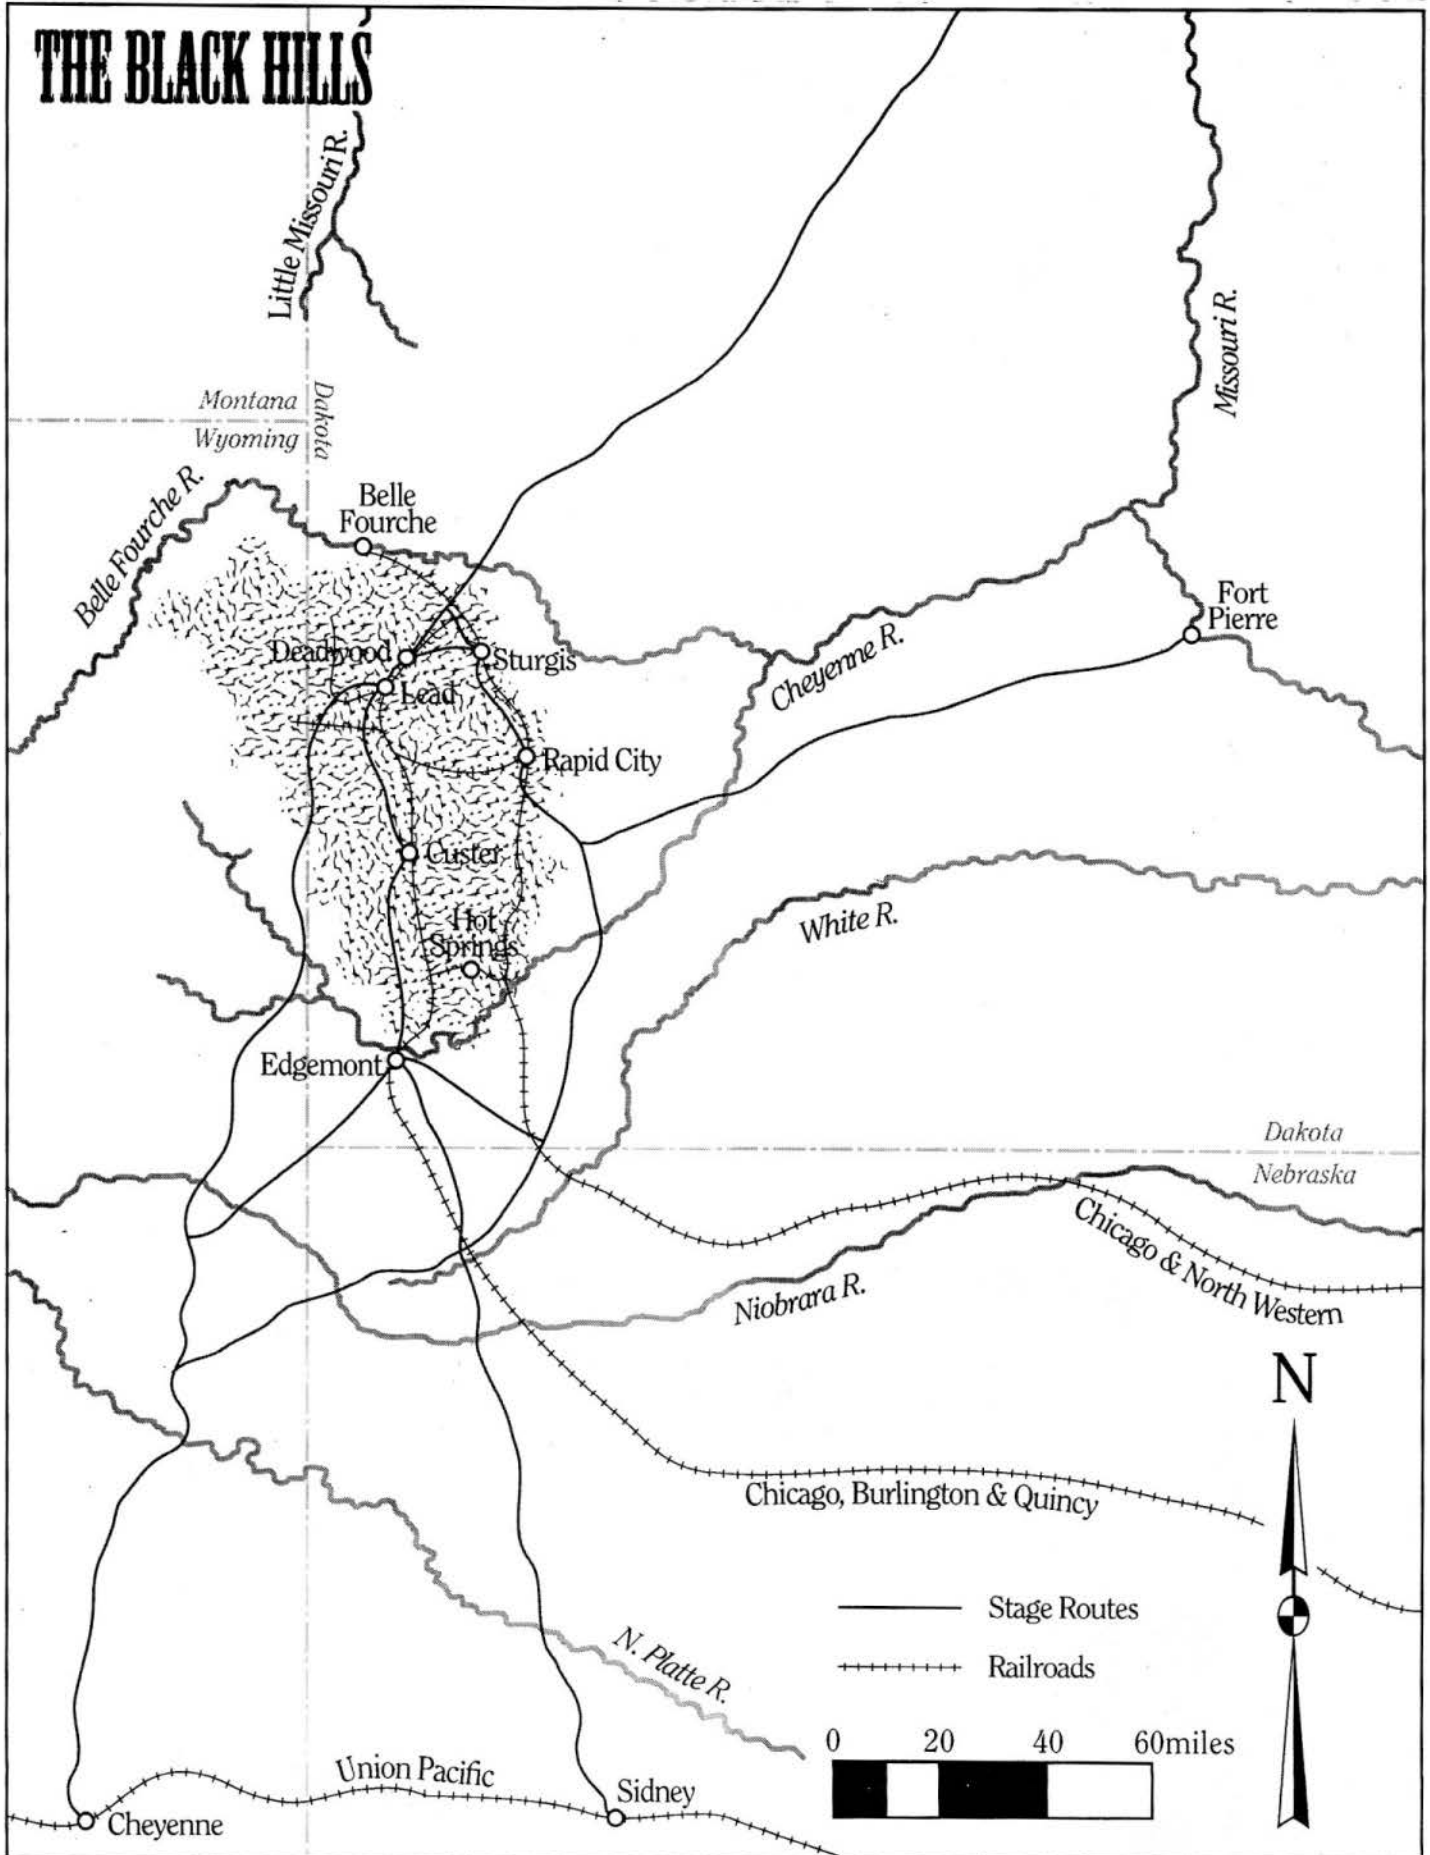 THE BLACK HILLS
Little Missouri R.
Missouri R.
Montana
Dakota
Wyoming
Belle Fourche R.
Belle
Fourche
Fort
Pierre
Deadwood
Sturgis
Cheyenne R.
Lead
Rapid City
Custer
White R.
Hot
Springs
Edgemont
Dakota
Nebraska
Chicago & North Western
Niobrara R.
N
Chicago, Burlington & Quincy
Stage Routes
N. Platte R.
Railroads
0 20 40 60miles
Union Pacific
Sidney
Cheyenne